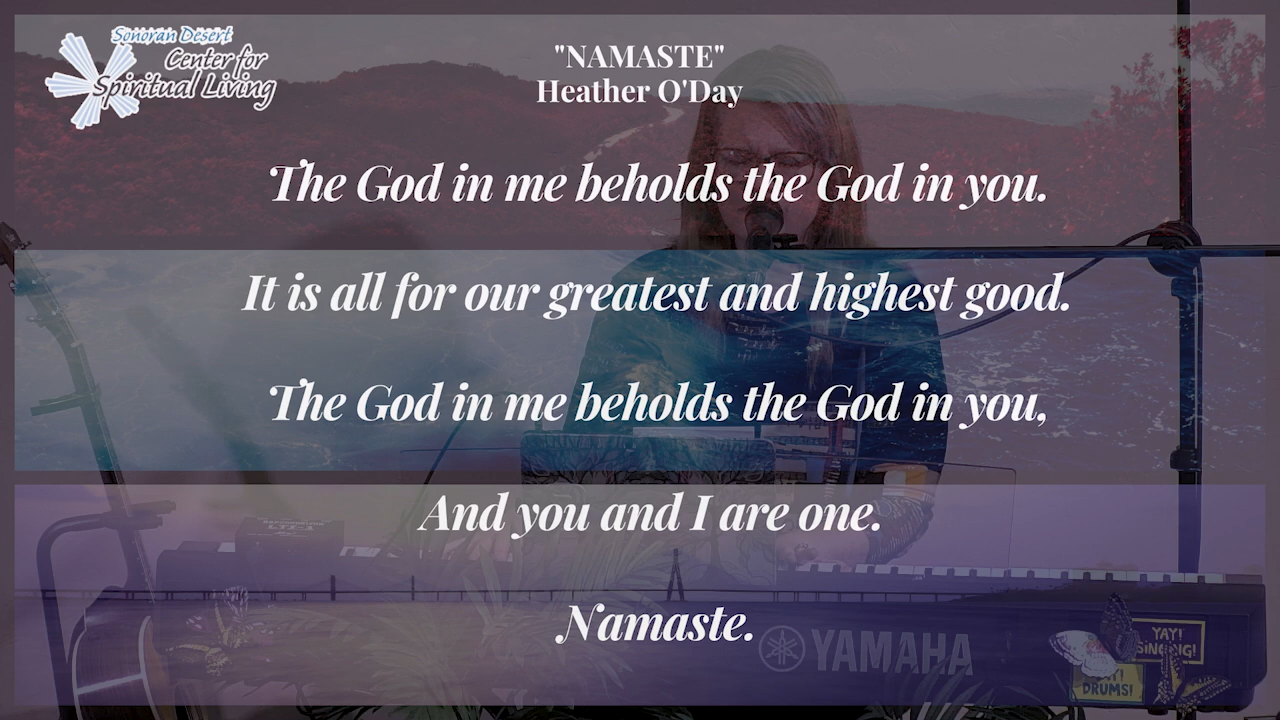 Sonoran Desert
Center for
Spiritual Living
"NAMASTE"
Heather O'Day
The God in me beholds the God in you.
It is all for our greatest and highest good.
The God in me beholds the God in you,
And you and I are one.
Namaste.
LTI-1
YAMAHA
YAY!
DRUMS!